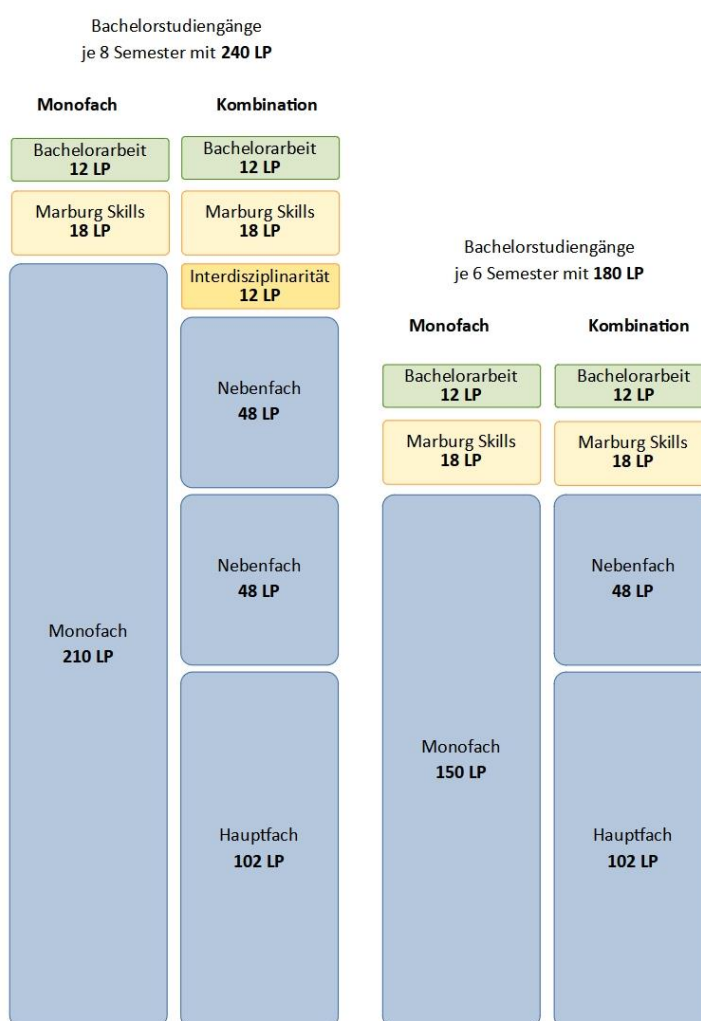 Bachelorstudiengänge
je 8 Semester mit 240 LP
Monofach
Bachelorarbeit
12 LP
Marburg Skills
18 LP
Monofach
210 LP
Kombination
Bachelorarbeit
12 LP
Marburg Skills
18 LP
Interdisziplinarität
12 LP
Nebenfach
48 LP
Nebenfach
48 LP
Hauptfach
102 LP
Bachelorstudiengänge
je 6 Semester mit 180 LP
Monofach
Bachelorarbeit
12 LP
Marburg Skills
18 LP
Monofach
150 LP
Kombination
Bachelorarbeit
12 LP
Marburg Skills
18 LP
Nebenfach
48 LP
Hauptfach
102 LP